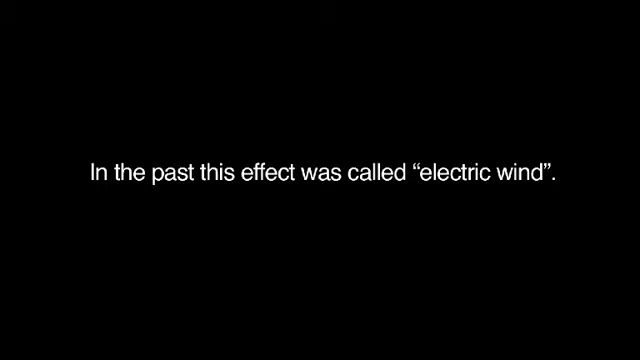 In the past this effect was called “electric wind”.